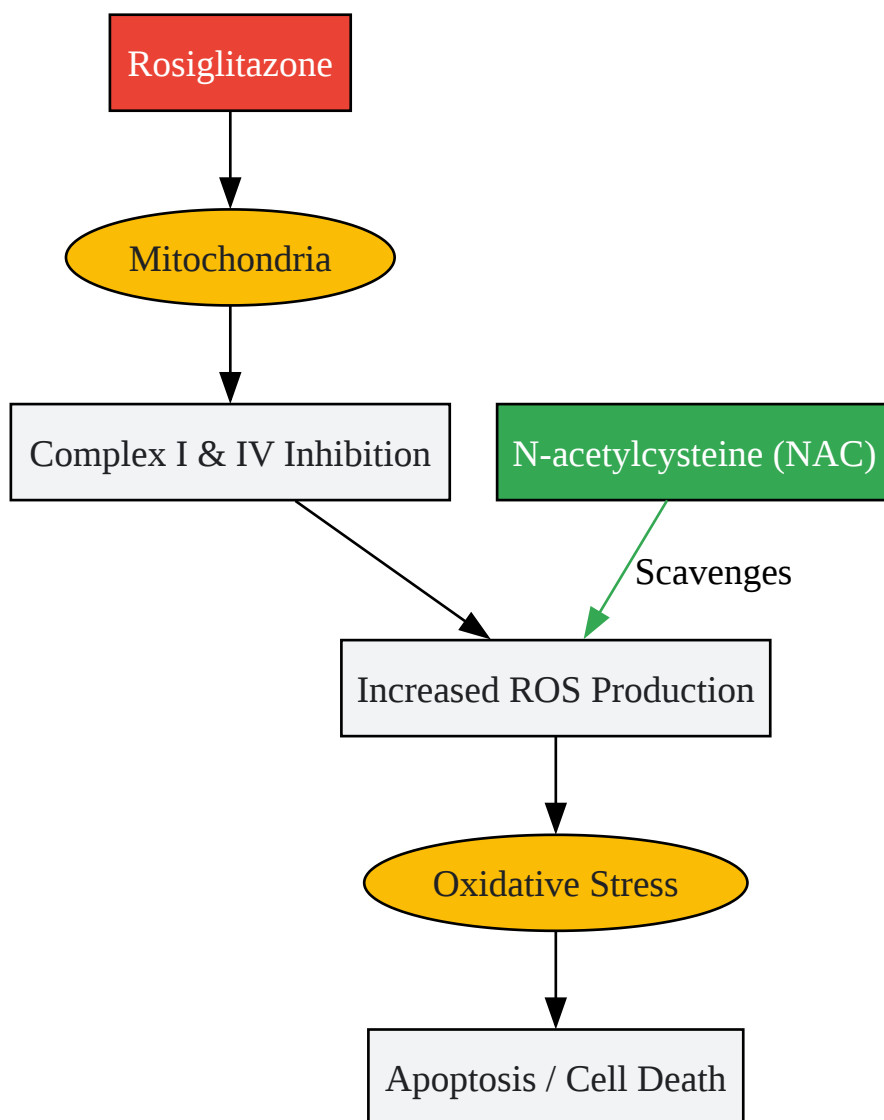 Rosiglitazone
Mitochondria
Complex I & IV Inhibition
N-acetylcysteine (NAC)
Scavenges
Increased ROS Production
Oxidative Stress
Apoptosis / Cell Death